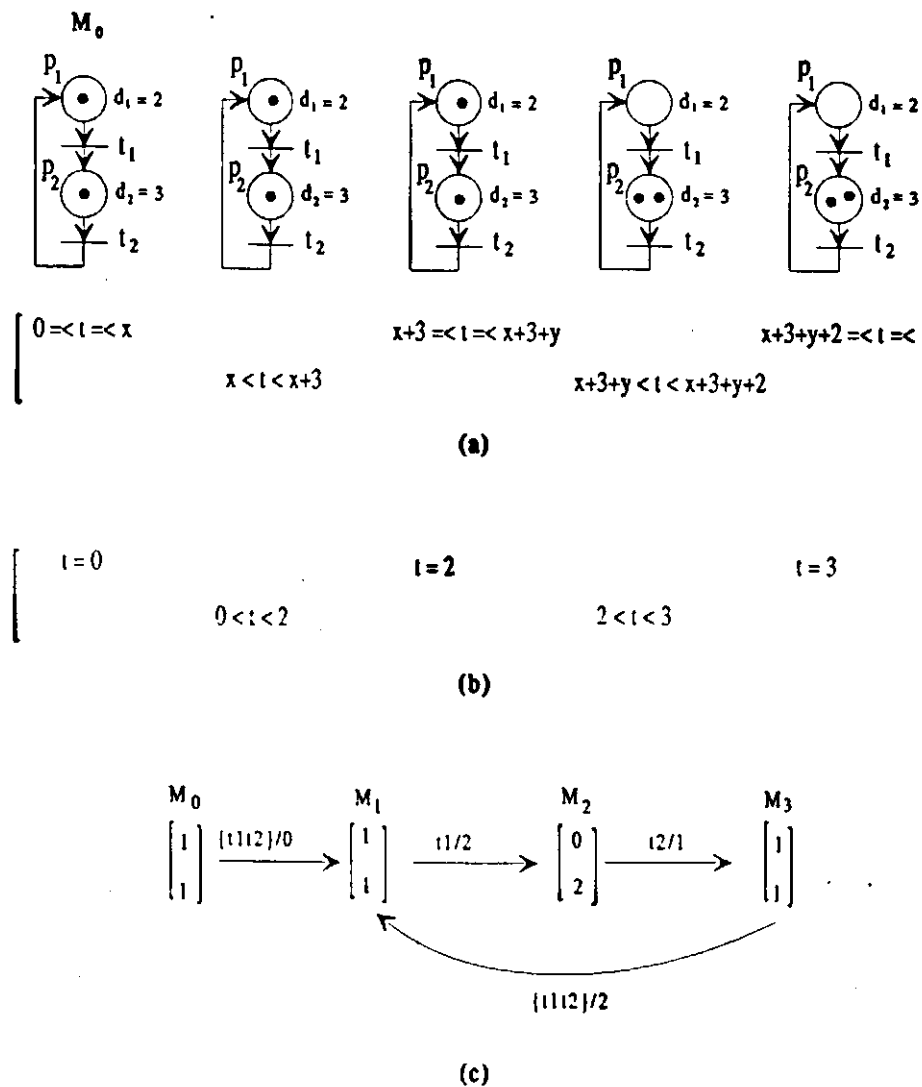 M₀
p₁ p₁ p₁ p₁ p₁
d₁ = 2 d₁ = 2 d₁ = 2 d₁ = 2 d₁ = 2
t₁ t₁ t₁ t₁ t₁
p₂ p₂ p₂ p₂ p₂
d₂ = 3 d₂ = 3 d₂ = 3 d₂ = 3 d₂ = 3
t₂ t₂ t₂ t₂ t₂
0 =< t =< x x+3 =< t =< x+3+y x+3+y+2 =< t =<
x < t < x+3 x+3+y < t < x+3+y+2
(a)
t = 0 t = 2 t = 3
0 < t < 2 2 < t < 3
(b)
M₀ M₁ M₂ M₃
1 {t1t2}/0 1 t1/2 0 t2/1 1
1 1 2 1
{t1t2}/2
(c)